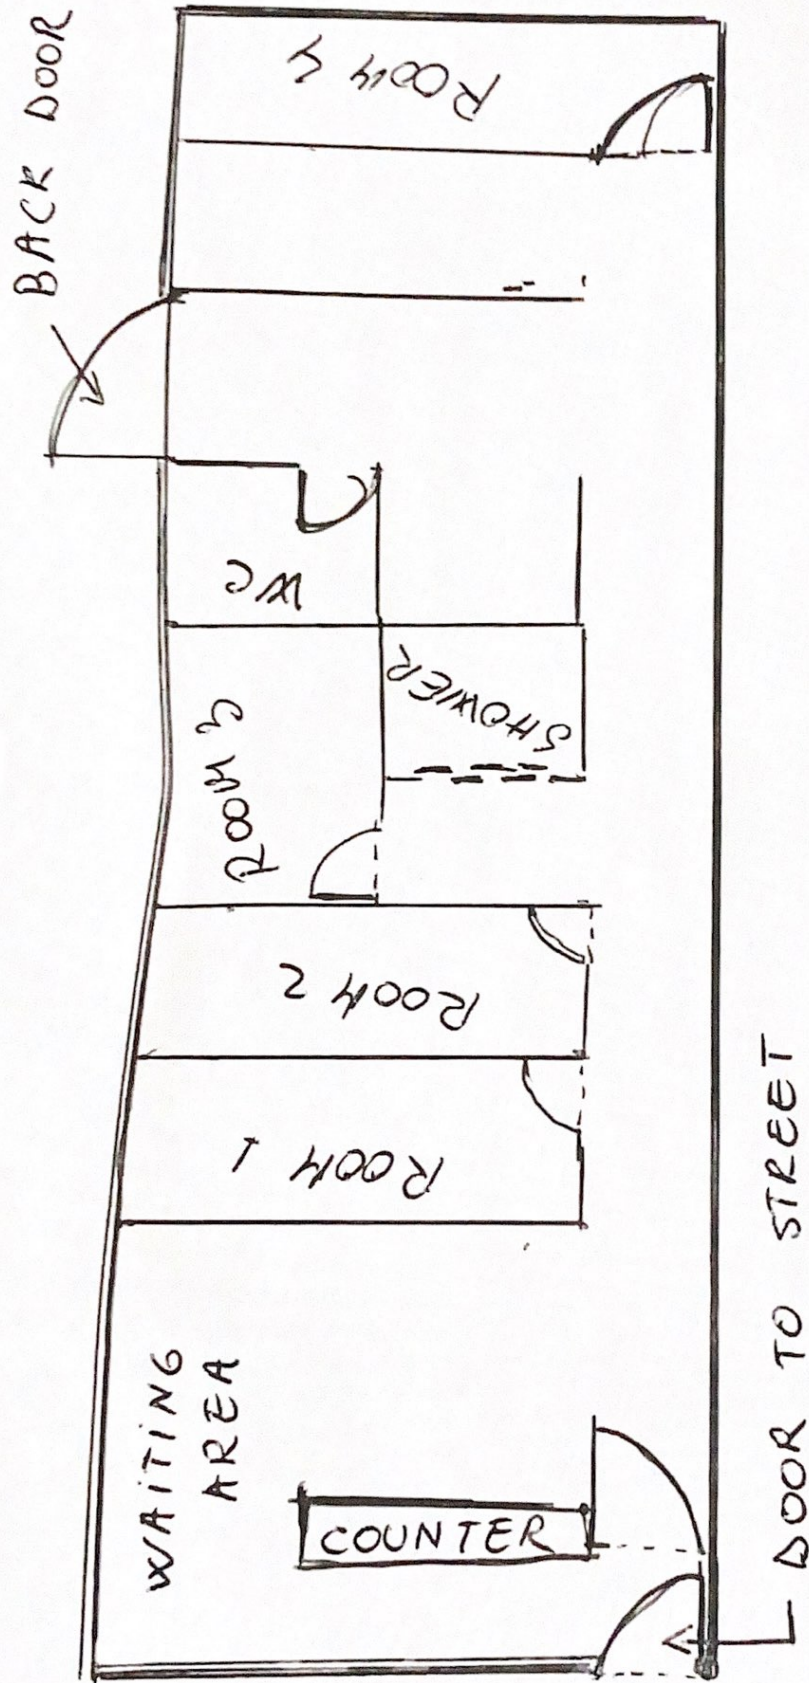 BACK DOOR
ROOM 4
WC
SHOWER
ROOM 3
ROOM 2
ROOM 1
WAITING
AREA
COUNTER
DOOR TO STREET